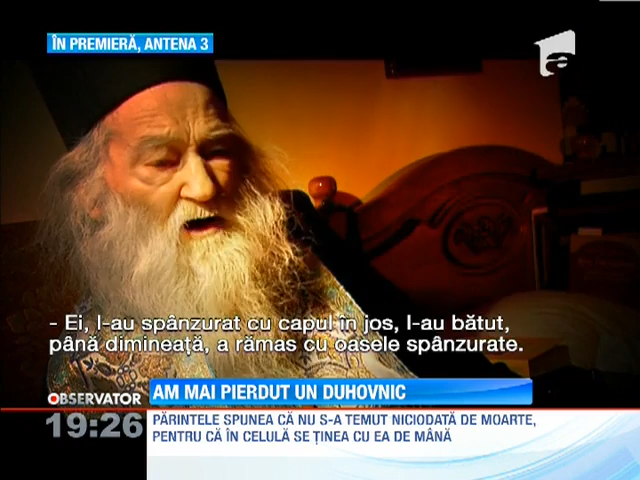 ÎN PREMIERĂ, ANTENA 3
a
- Ei, l-au spânzurat cu capul în jos, l-au bătut,
până dimineață, a rămas cu oasele spânzurate.
OBSERVATOR
AM MAI PIERDUT UN DUHOVNIC
19:26
PĂRINTELE SPUNEA CĂ NU S-A TEMUT NICIODATĂ DE MOARTE,
PENTRU CĂ ÎN CELULĂ SE ȚINEA CU EA DE MÂNĂ